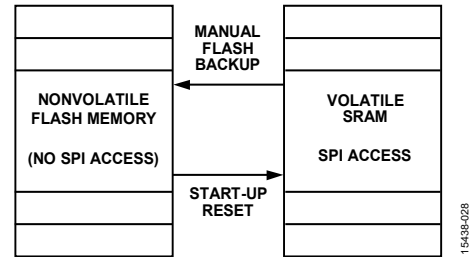 MANUAL
FLASH
BACKUP
NONVOLATILE
FLASH MEMORY
(NO SPI ACCESS)
VOLATILE
SRAM
SPI ACCESS
START-UP
RESET
15438-028